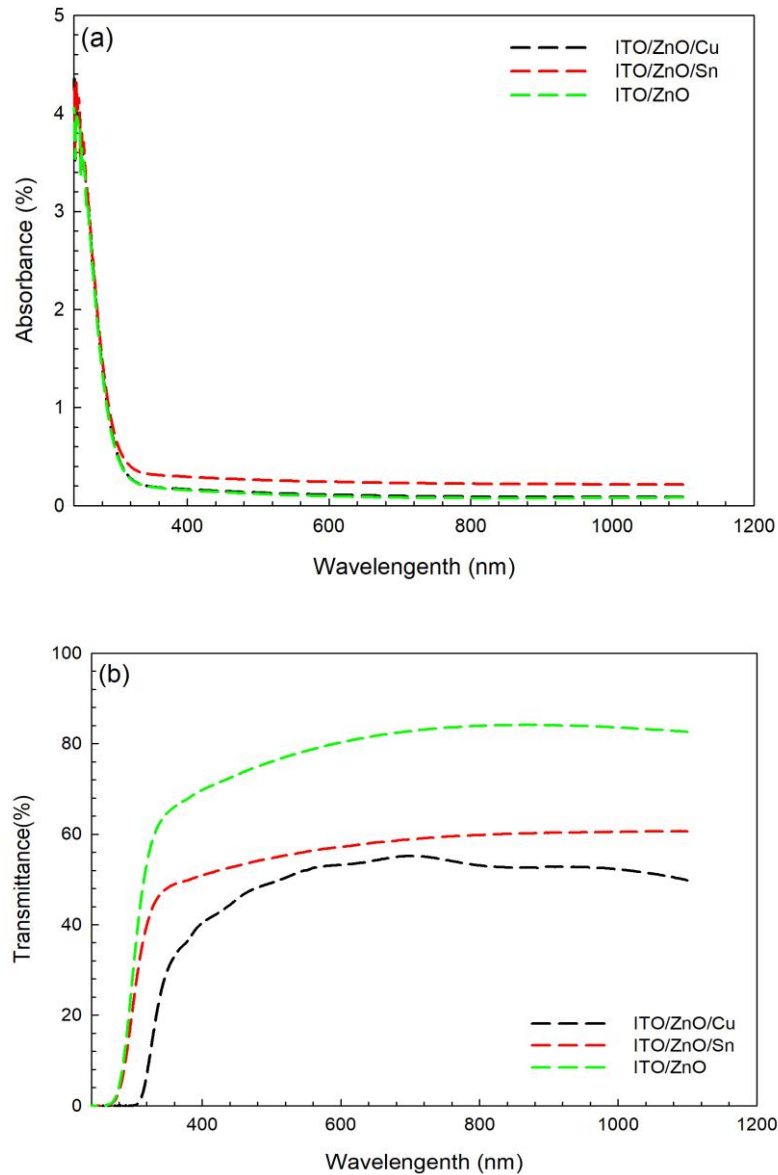 (a)
ITO/ZnO/Cu
ITO/ZnO/Sn
ITO/ZnO
5
4
3
2
1
0
Absorbance (%)
400
600
800
1000
1200
Wavelengenth (nm)
(b)
100
80
60
40
20
0
Transmittance(%)
ITO/ZnO/Cu
ITO/ZnO/Sn
ITO/ZnO
400
600
800
1000
1200
Wavelengenth (nm)